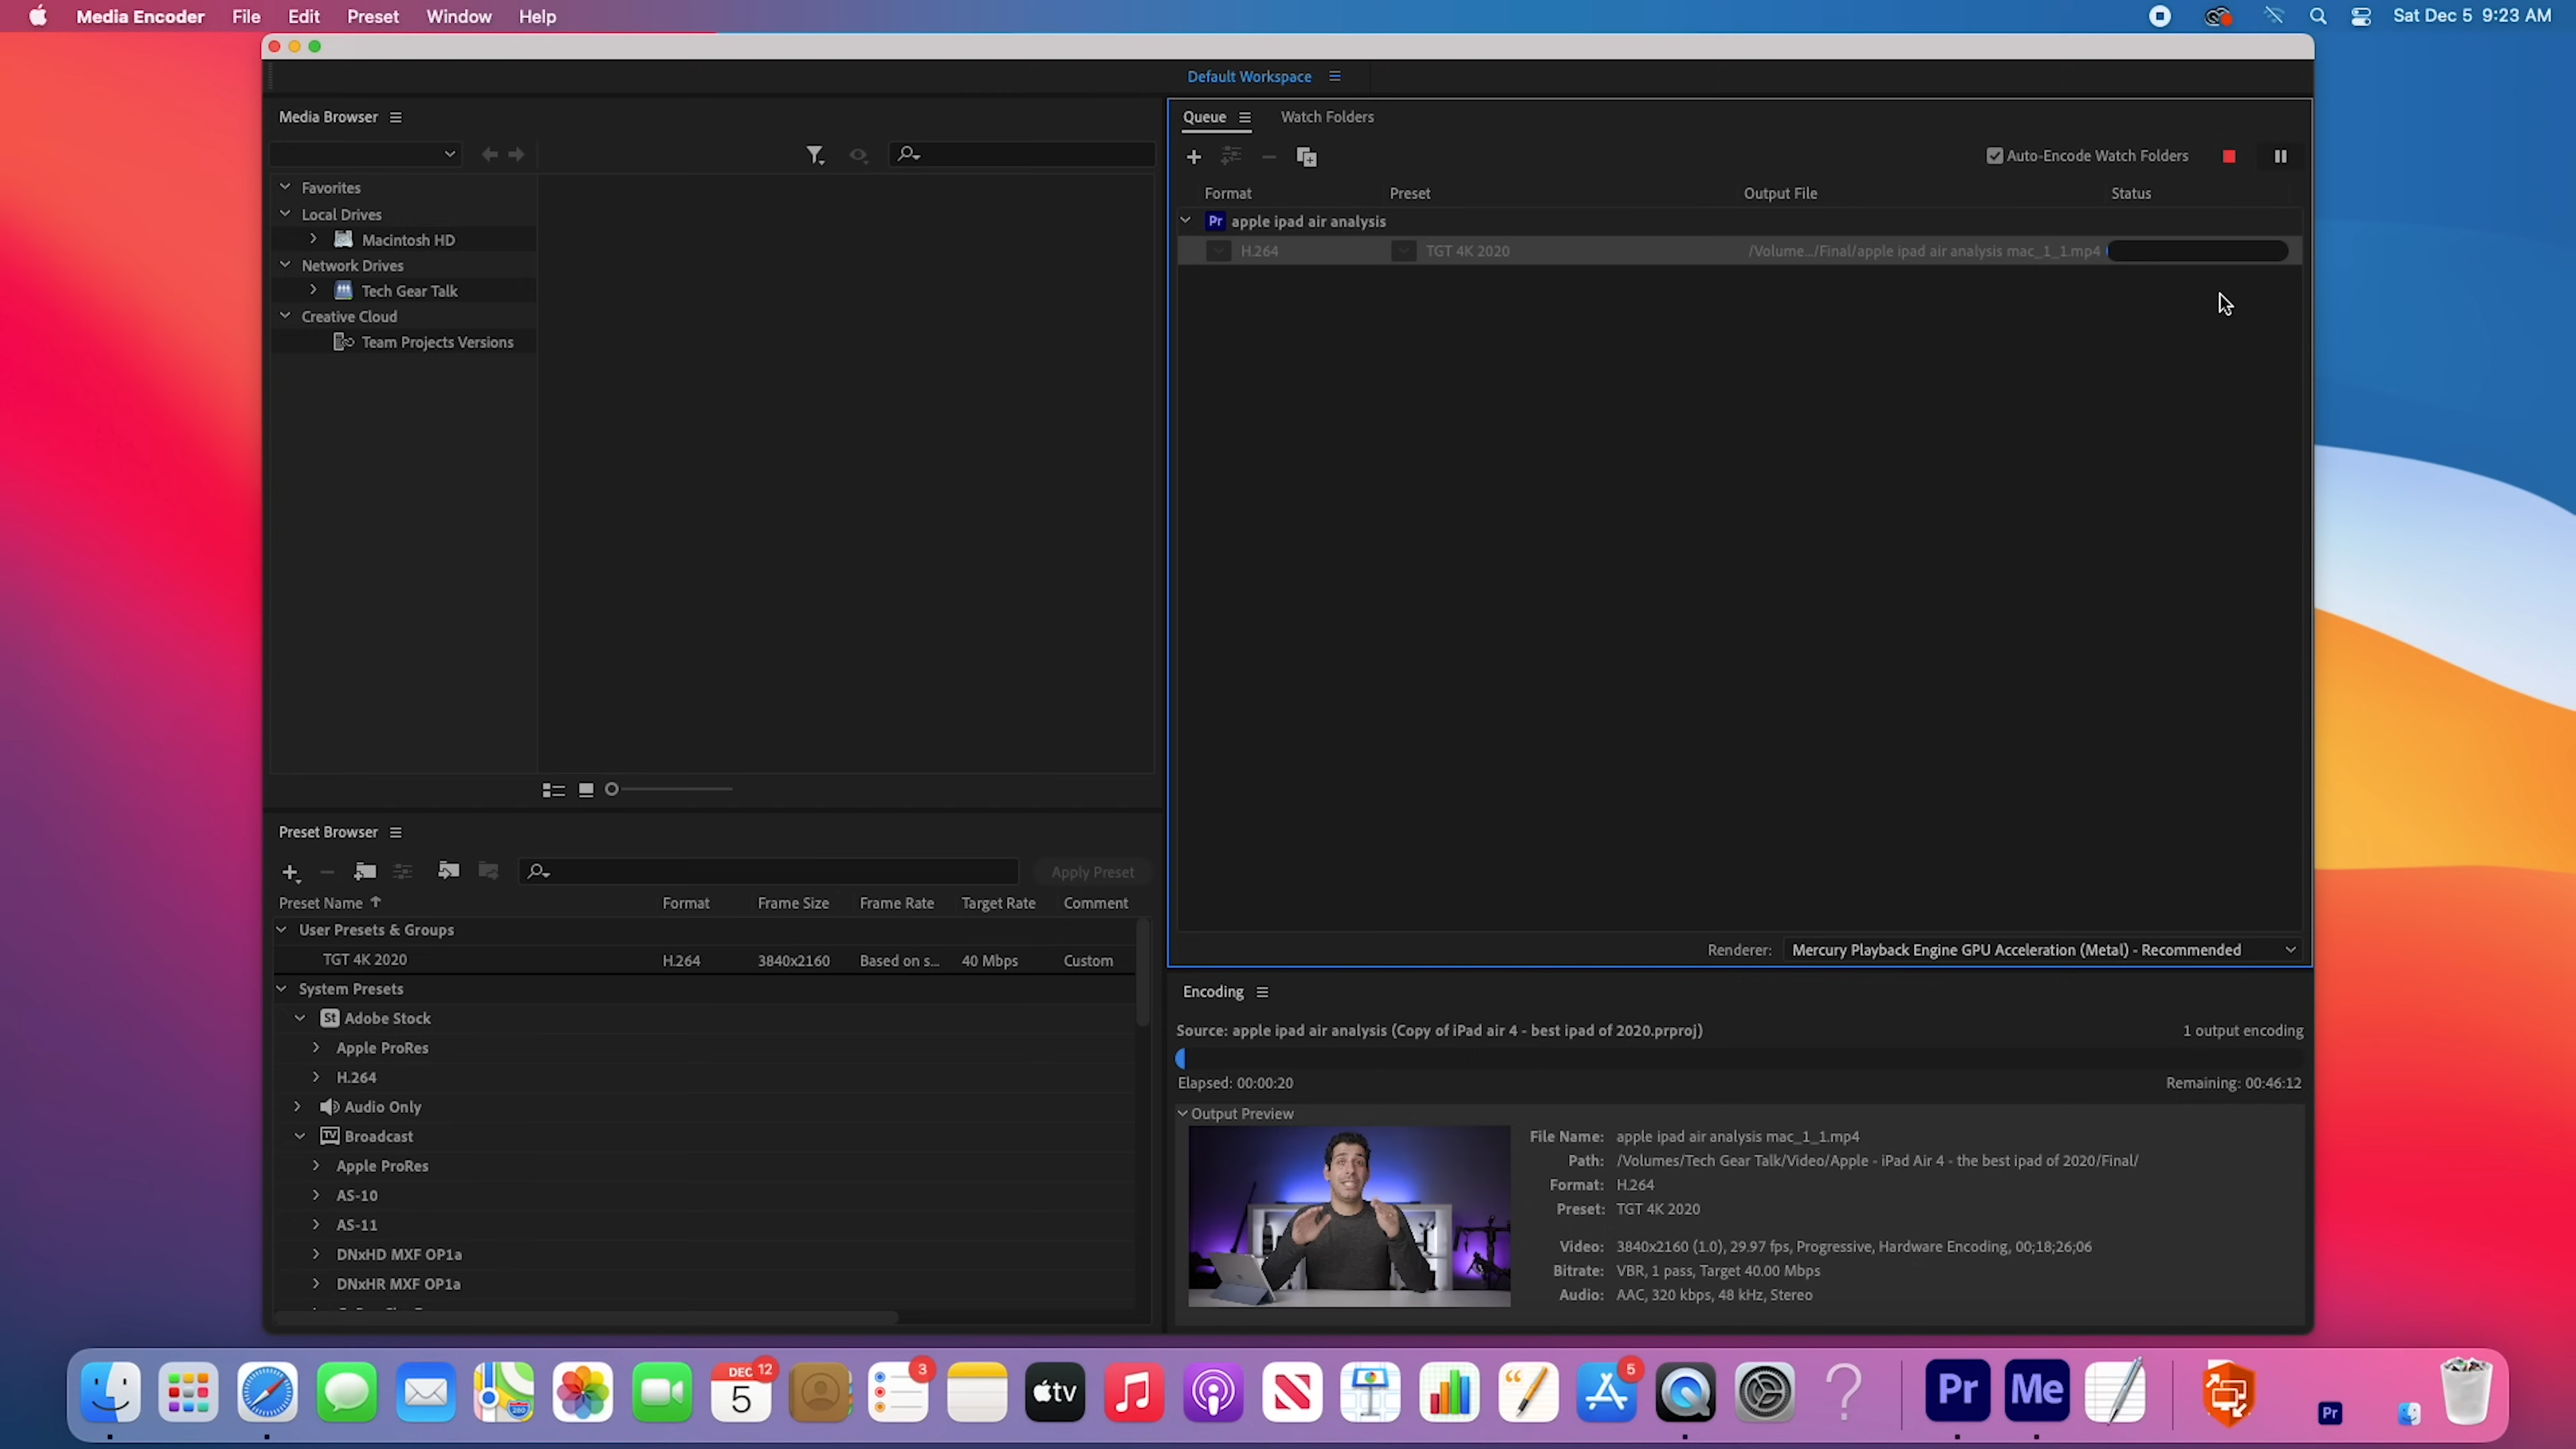 Media Encoder File Edit Preset Window Help
Sat Dec 5 9:23 AM
Default Workspace
Media Browser
Favorites
Local Drives
Macintosh HD
Network Drives
Tech Gear Talk
Creative Cloud
Team Projects Versions
Queue Watch Folders
Auto-Encode Watch Folders
Format Preset Output File Status
Pr apple ipad air analysis
H.264 TGT 4K 2020 /Volume.../Final/apple ipad air analysis mac_1_1.mp4
Renderer: Mercury Playback Engine GPU Acceleration (Metal) - Recommended
Preset Browser
Apply Preset
Preset Name Format Frame Size Frame Rate Target Rate Comment
User Presets & Groups
TGT 4K 2020 H.264 3840x2160 Based on s... 40 Mbps Custom
System Presets
St Adobe Stock
Apple ProRes
H.264
Audio Only
TV Broadcast
Apple ProRes
AS-10
AS-11
DNxHD MXF OP1a
DNxHR MXF OP1a
Encoding
Source: apple ipad air analysis (Copy of iPad air 4 - best ipad of 2020.prproj) 1 output encoding
Elapsed: 00:00:20 Remaining: 00:46:12
Output Preview
File Name: apple ipad air analysis mac_1_1.mp4
Path: /Volumes/Tech Gear Talk/Video/Apple - iPad Air 4 - the best ipad of 2020/Final/
Format: H.264
Preset: TGT 4K 2020
Video: 3840x2160 (1.0), 29.97 fps, Progressive, Hardware Encoding, 00;18;26;06
Bitrate: VBR, 1 pass, Target 40.00 Mbps
Audio: AAC, 320 kbps, 48 kHz, Stereo
280
DEC 12
5
3
tv
5
?
Pr
Me
Pr